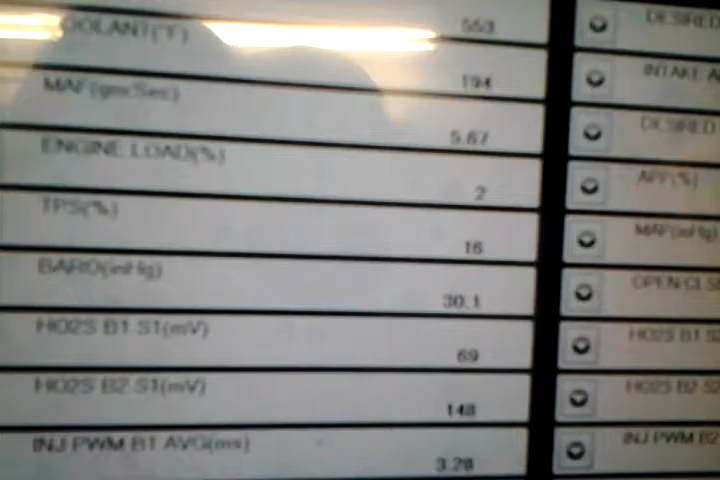 553
COOLANT(°F)
194
MAF(gm/Sec)
5.67
ENGINE LOAD(%)
2
TPS(%)
16
BARO(inHg)
30.1
HO2S B1 S1(mV)
69
HO2S B2 S1(mV)
148
INJ PWM B1 AVG(ms)
3.28
DESIRED
INTAKE A
DESIRED
APP(%)
MAP(inHg)
OPEN/CLS
HO2S B1 S2
HO2S B2 S2
INJ PWM B2